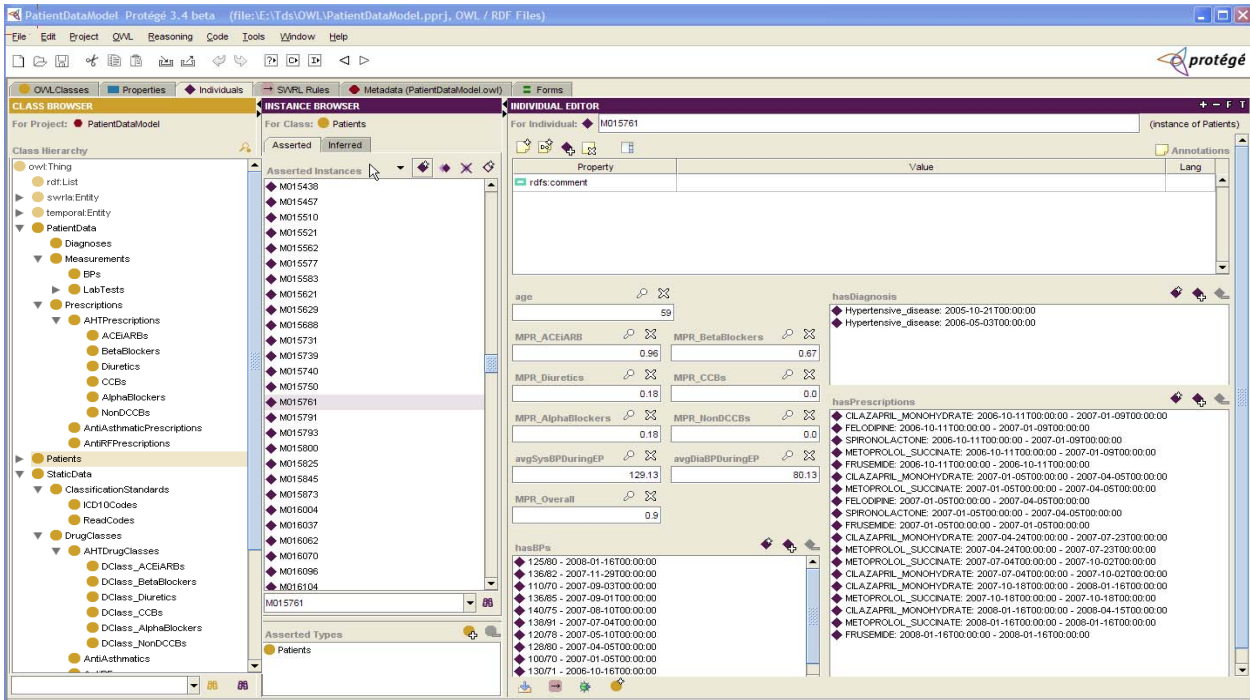 PatientDataModel Protégé 3.4 beta (file:\E:\Tds\OWL\PatientDataModel.pprj, OWL / RDF Files)
File Edit Project OWL Reasoning Code Tools Window Help
protégé
OWLClasses Properties Individuals SWRL Rules Metadata (PatientDataModel.owl) Forms
CLASS BROWSER
For Project: PatientDataModel
Class Hierarchy
owl:Thing
rdf:List
swrla:Entity
temporal:Entity
PatientData
Diagnoses
Measurements
BPs
LabTests
Prescriptions
AHTPrescriptions
ACEiARBs
BetaBlockers
Diuretics
CCBs
AlphaBlockers
NonDCCBs
AntiAsthmaticPrescriptions
AntiRFPrescriptions
Patients
StaticData
ClassificationStandards
ICD10Codes
ReadCodes
DrugClasses
AHTDrugClasses
DClass_ACEiARBs
DClass_BetaBlockers
DClass_Diuretics
DClass_CCBs
DClass_AlphaBlockers
DClass_NonDCCBs
AntiAsthmatics
INSTANCE BROWSER
For Class: Patients
Asserted Inferred
Asserted Instances
M015438
M015457
M015510
M015521
M015562
M015577
M015583
M015621
M015629
M015688
M015731
M015739
M015740
M015750
M015761
M015791
M015793
M015800
M015825
M015845
M015873
M016004
M016037
M016062
M016070
M016096
M016104
M015761
Asserted Types
Patients
INDIVIDUAL EDITOR
+ - F T
For Individual: M015761 (instance of Patients)
Annotations
Property Value Lang
rdfs:comment
age
59
MPR_ACEiARB MPR_BetaBlockers
0.96 0.67
MPR_Diuretics MPR_CCBs
0.18 0.0
MPR_AlphaBlockers MPR_NonDCCBs
0.18 0.0
avgSysBPDuringEP avgDiaBPDuringEP
129.13 80.13
MPR_Overall
0.9
hasBPs
125/80 - 2008-01-16T00:00:00
136/82 - 2007-11-29T00:00:00
110/70 - 2007-09-03T00:00:00
136/85 - 2007-09-01T00:00:00
140/75 - 2007-08-10T00:00:00
138/91 - 2007-07-04T00:00:00
120/78 - 2007-05-10T00:00:00
128/80 - 2007-04-05T00:00:00
100/70 - 2007-01-05T00:00:00
130/71 - 2006-10-16T00:00:00
hasDiagnosis
Hypertensive_disease: 2005-10-21T00:00:00
Hypertensive_disease: 2006-05-03T00:00:00
hasPrescriptions
CILAZAPRIL_MONOHYDRATE: 2006-10-11T00:00:00 - 2007-01-09T00:00:00
FELODIPINE: 2006-10-11T00:00:00 - 2007-01-09T00:00:00
SPIRONOLACTONE: 2006-10-11T00:00:00 - 2007-01-09T00:00:00
METOPROLOL_SUCCINATE: 2006-10-11T00:00:00 - 2007-01-09T00:00:00
FRUSEMIDE: 2006-10-11T00:00:00 - 2006-10-11T00:00:00
CILAZAPRIL_MONOHYDRATE: 2007-01-05T00:00:00 - 2007-04-05T00:00:00
METOPROLOL_SUCCINATE: 2007-01-05T00:00:00 - 2007-04-05T00:00:00
FELODIPINE: 2007-01-05T00:00:00 - 2007-04-05T00:00:00
SPIRONOLACTONE: 2007-01-05T00:00:00 - 2007-04-05T00:00:00
FRUSEMIDE: 2007-01-05T00:00:00 - 2007-01-05T00:00:00
CILAZAPRIL_MONOHYDRATE: 2007-04-24T00:00:00 - 2007-07-23T00:00:00
METOPROLOL_SUCCINATE: 2007-04-24T00:00:00 - 2007-07-23T00:00:00
METOPROLOL_SUCCINATE: 2007-07-04T00:00:00 - 2007-10-02T00:00:00
CILAZAPRIL_MONOHYDRATE: 2007-07-04T00:00:00 - 2007-10-02T00:00:00
CILAZAPRIL_MONOHYDRATE: 2007-10-18T00:00:00 - 2008-01-16T00:00:00
METOPROLOL_SUCCINATE: 2007-10-18T00:00:00 - 2007-10-18T00:00:00
CILAZAPRIL_MONOHYDRATE: 2008-01-16T00:00:00 - 2008-04-15T00:00:00
METOPROLOL_SUCCINATE: 2008-01-16T00:00:00 - 2008-01-16T00:00:00
FRUSEMIDE: 2008-01-16T00:00:00 - 2008-01-16T00:00:00